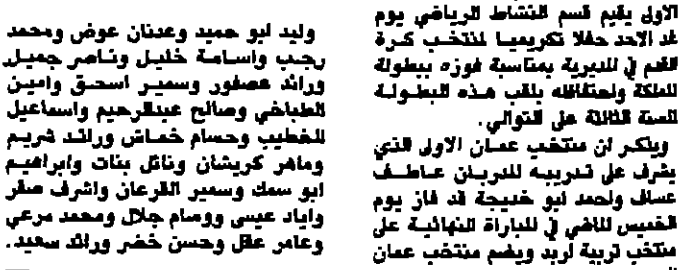 الاول يقيم قسم النشاط الرياضي يوم
غد الاحد حفلا تكريميا لمنتخب كرة
القدم في المديرية بمناسبة فوزه ببطولة
المملكة واحتفاظه بلقب هذه البطولة
للسنة الثالثة على التوالي.
ويذكر ان منتخب عمان الاول الذي
يشرف على تدريبه المدربان عاطف
عساف واحمد ابو خديجة قد فاز يوم
الخميس الماضي في المباراة النهائية على
منتخب تربية اربد ويضم منتخب عمان
وليد ابو حميد وعدنان عوض ومحمد
رجب واسامة خليل وناصر جميل
ورائد عصفور وسمير اسحق وامين
الطباخي وصالح عبدالرحيم واسماعيل
الخطيب وحسام خماش ورائد شريم
وماهر كريشان ونائل بنات وابراهيم
ابو سمك وسمير القرعان واشرف صقر
واياد عيسى ووسام جلال ومحمد مرعي
وعامر عقل وحسن خضر ورائد سعيد.